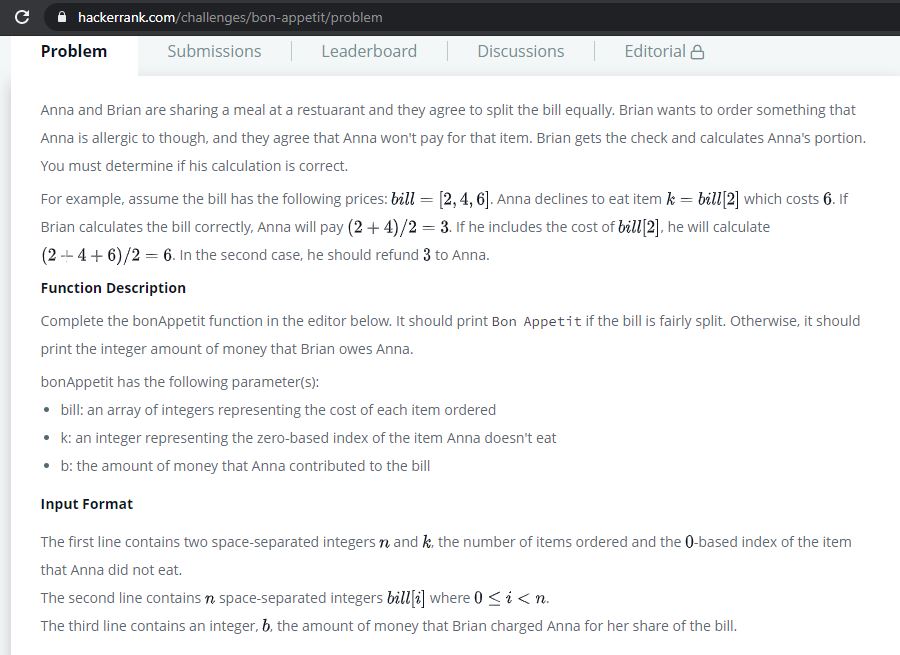 hackerrank.com/challenges/bon-appetit/problem
Problem Submissions Leaderboard Discussions Editorial
Anna and Brian are sharing a meal at a restuarant and they agree to split the bill equally. Brian wants to order something that
Anna is allergic to though, and they agree that Anna won't pay for that item. Brian gets the check and calculates Anna's portion.
You must determine if his calculation is correct.
For example, assume the bill has the following prices: bill = [2, 4, 6]. Anna declines to eat item k = bill[2] which costs 6. If
Brian calculates the bill correctly, Anna will pay (2 + 4)/2 = 3. If he includes the cost of bill[2], he will calculate
(2 + 4 + 6)/2 = 6. In the second case, he should refund 3 to Anna.
Function Description
Complete the bonAppetit function in the editor below. It should print Bon Appetit if the bill is fairly split. Otherwise, it should
print the integer amount of money that Brian owes Anna.
bonAppetit has the following parameter(s):
• bill: an array of integers representing the cost of each item ordered
• k: an integer representing the zero-based index of the item Anna doesn't eat
• b: the amount of money that Anna contributed to the bill
Input Format
The first line contains two space-separated integers n and k, the number of items ordered and the 0-based index of the item
that Anna did not eat.
The second line contains n space-separated integers bill[i] where 0 ≤ i < n.
The third line contains an integer, b, the amount of money that Brian charged Anna for her share of the bill.